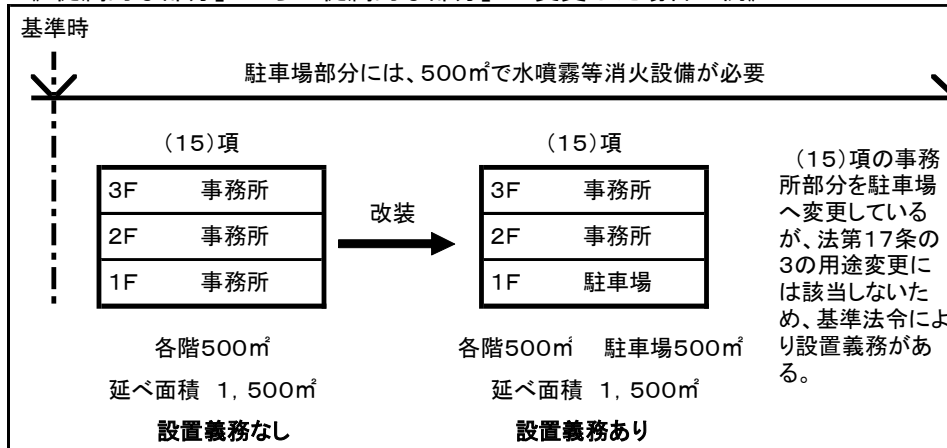 基準時
駐車場部分には、500㎡で水噴霧等消火設備が必要
(15)項
3F 事務所
2F 事務所
1F 事務所
各階500㎡
延べ面積 1,500㎡
設置義務なし
改装
(15)項
3F 事務所
2F 事務所
1F 駐車場
各階500㎡ 駐車場500㎡
延べ面積 1,500㎡
設置義務あり
(15)項の事務
所部分を駐車場
へ変更している
が、法第17条の
3の用途変更に
は該当しないた
め、基準法令によ
り設置義務があ
る。